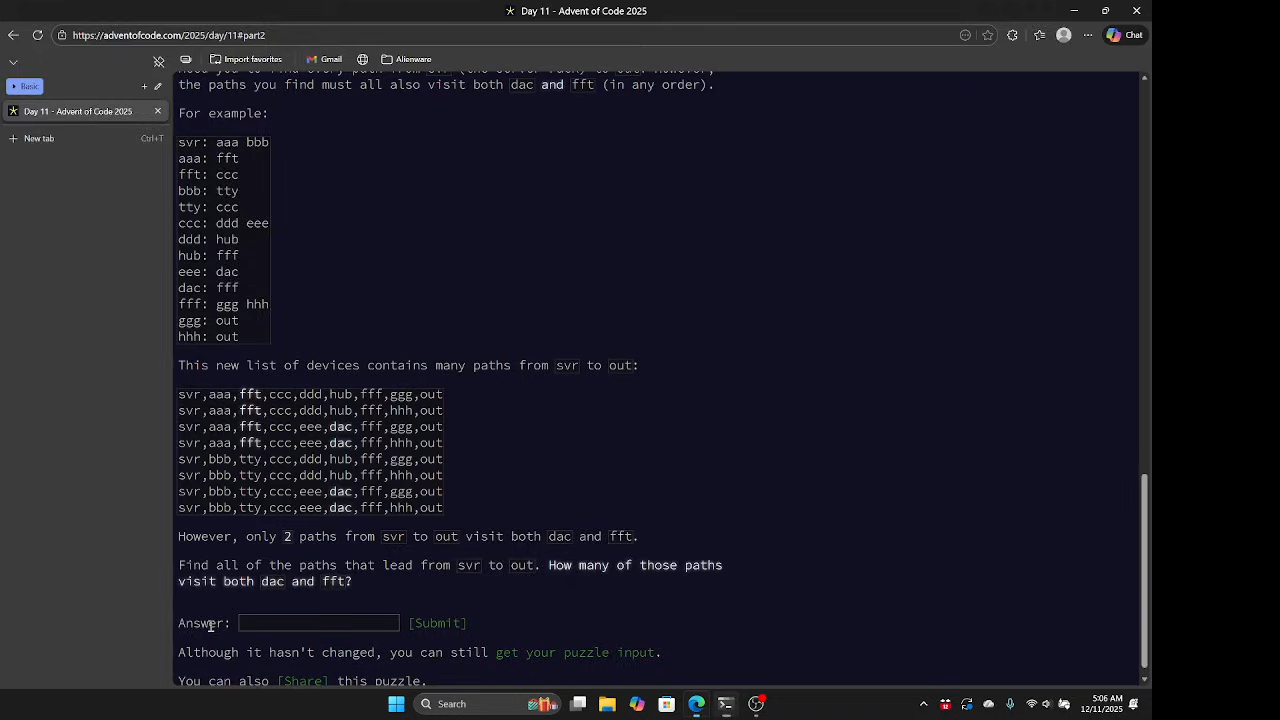 Day 11 - Advent of Code 2025
https://adventofcode.com/2025/day/11#part2
Chat
Import favorites
Gmail
Alienware
Basic
Day 11 - Advent of Code 2025
New tab
Ctrl+T
the paths you find must all also visit both dac and fft (in any order).
For example:
svr: aaa bbb
aaa: fft
fft: ccc
bbb: tty
tty: ccc
ccc: ddd eee
ddd: hub
hub: fff
eee: dac
dac: fff
fff: ggg hhh
ggg: out
hhh: out
This new list of devices contains many paths from svr to out:
svr,aaa,fft,ccc,ddd,hub,fff,ggg,out
svr,aaa,fft,ccc,ddd,hub,fff,hhh,out
svr,aaa,fft,ccc,eee,dac,fff,ggg,out
svr,aaa,fft,ccc,eee,dac,fff,hhh,out
svr,bbb,tty,ccc,ddd,hub,fff,ggg,out
svr,bbb,tty,ccc,ddd,hub,fff,hhh,out
svr,bbb,tty,ccc,eee,dac,fff,ggg,out
svr,bbb,tty,ccc,eee,dac,fff,hhh,out
However, only 2 paths from svr to out visit both dac and fft.
Find all of the paths that lead from svr to out. How many of those paths
visit both dac and fft?
Answer: [Submit]
Although it hasn't changed, you can still get your puzzle input.
You can also [Share] this puzzle.
Search
5:06 AM
12/11/2025